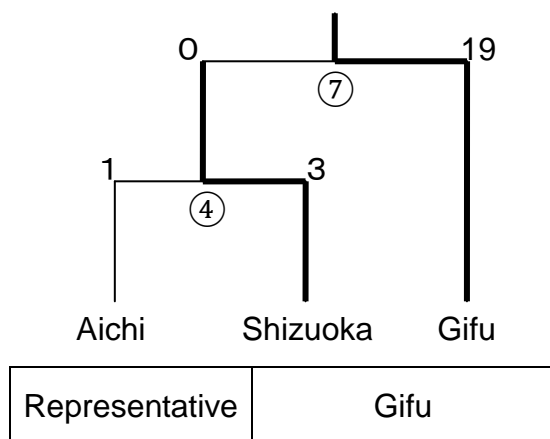 0 19
⑦
1 3
④
Aichi Shizuoka Gifu
Representative Gifu